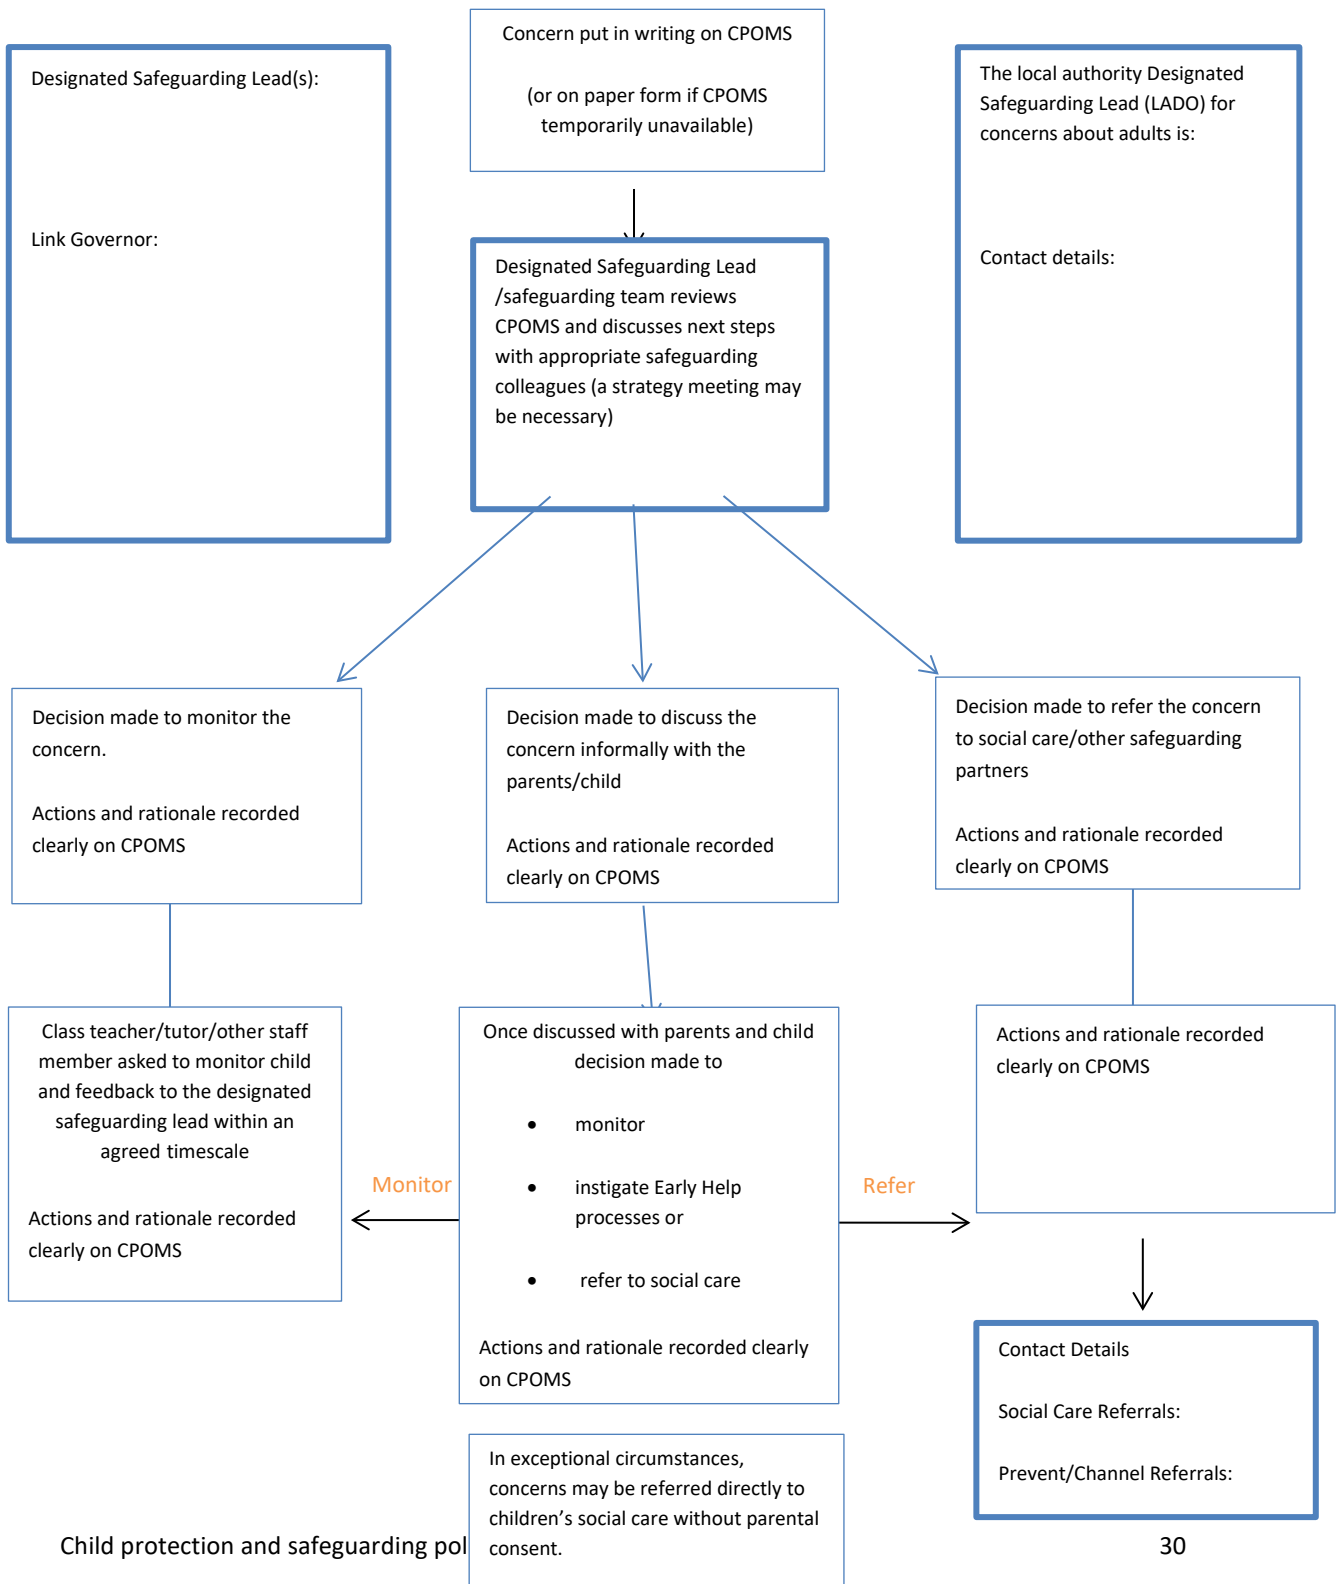 Concern put in writing on CPOMS
(or on paper form if CPOMS
temporarily unavailable)
Designated Safeguarding Lead(s):
Link Governor:
The local authority Designated
Safeguarding Lead (LADO) for
concerns about adults is:
Contact details:
Designated Safeguarding Lead
/safeguarding team reviews
CPOMS and discusses next steps
with appropriate safeguarding
colleagues (a strategy meeting may
be necessary)
Decision made to monitor the
concern.
Actions and rationale recorded
clearly on CPOMS
Decision made to discuss the
concern informally with the
parents/child
Actions and rationale recorded
clearly on CPOMS
Decision made to refer the concern
to social care/other safeguarding
partners
Actions and rationale recorded
clearly on CPOMS
Class teacher/tutor/other staff
member asked to monitor child
and feedback to the designated
safeguarding lead within an
agreed timescale
Actions and rationale recorded
clearly on CPOMS
Monitor
Once discussed with parents and child
decision made to
• monitor
• instigate Early Help
processes or
• refer to social care
Actions and rationale recorded clearly
on CPOMS
Refer
Actions and rationale recorded
clearly on CPOMS
Contact Details
Social Care Referrals:
Prevent/Channel Referrals:
In exceptional circumstances,
concerns may be referred directly to
children’s social care without parental
consent.
Child protection and safeguarding pol
30